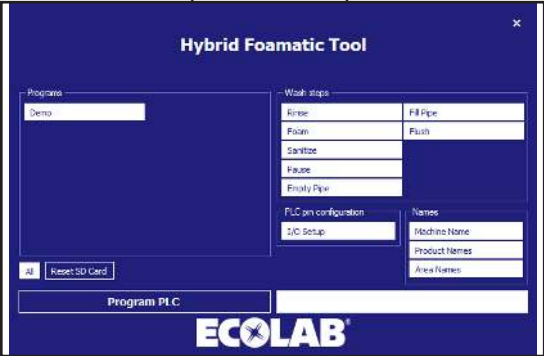 ×
Hybrid Foamatic Tool
Programs
Demo
Wash steps
Rinse
Foam
Sanitize
Pause
Empty Pipe
Fill Pipe
Flush
PLC pin configuration
I/O Setup
Names
Machine Name
Product Names
Area Names
All
Reset SD Card
Program PLC
ECOLAB®